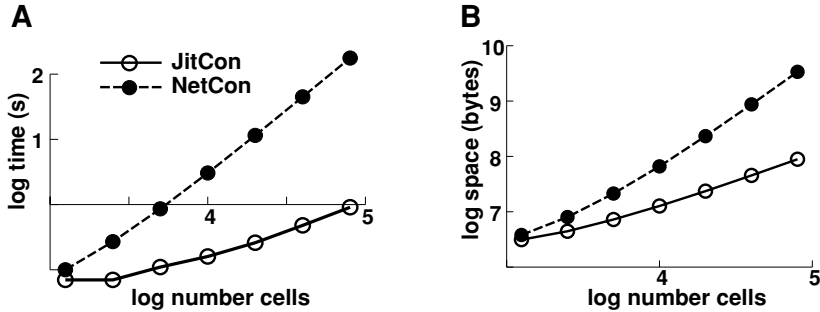 A
JitCon
NetCon
log time (s)
2
1
4
5
log number cells
B
log space (bytes)
10
9
8
7
4
5
log number cells